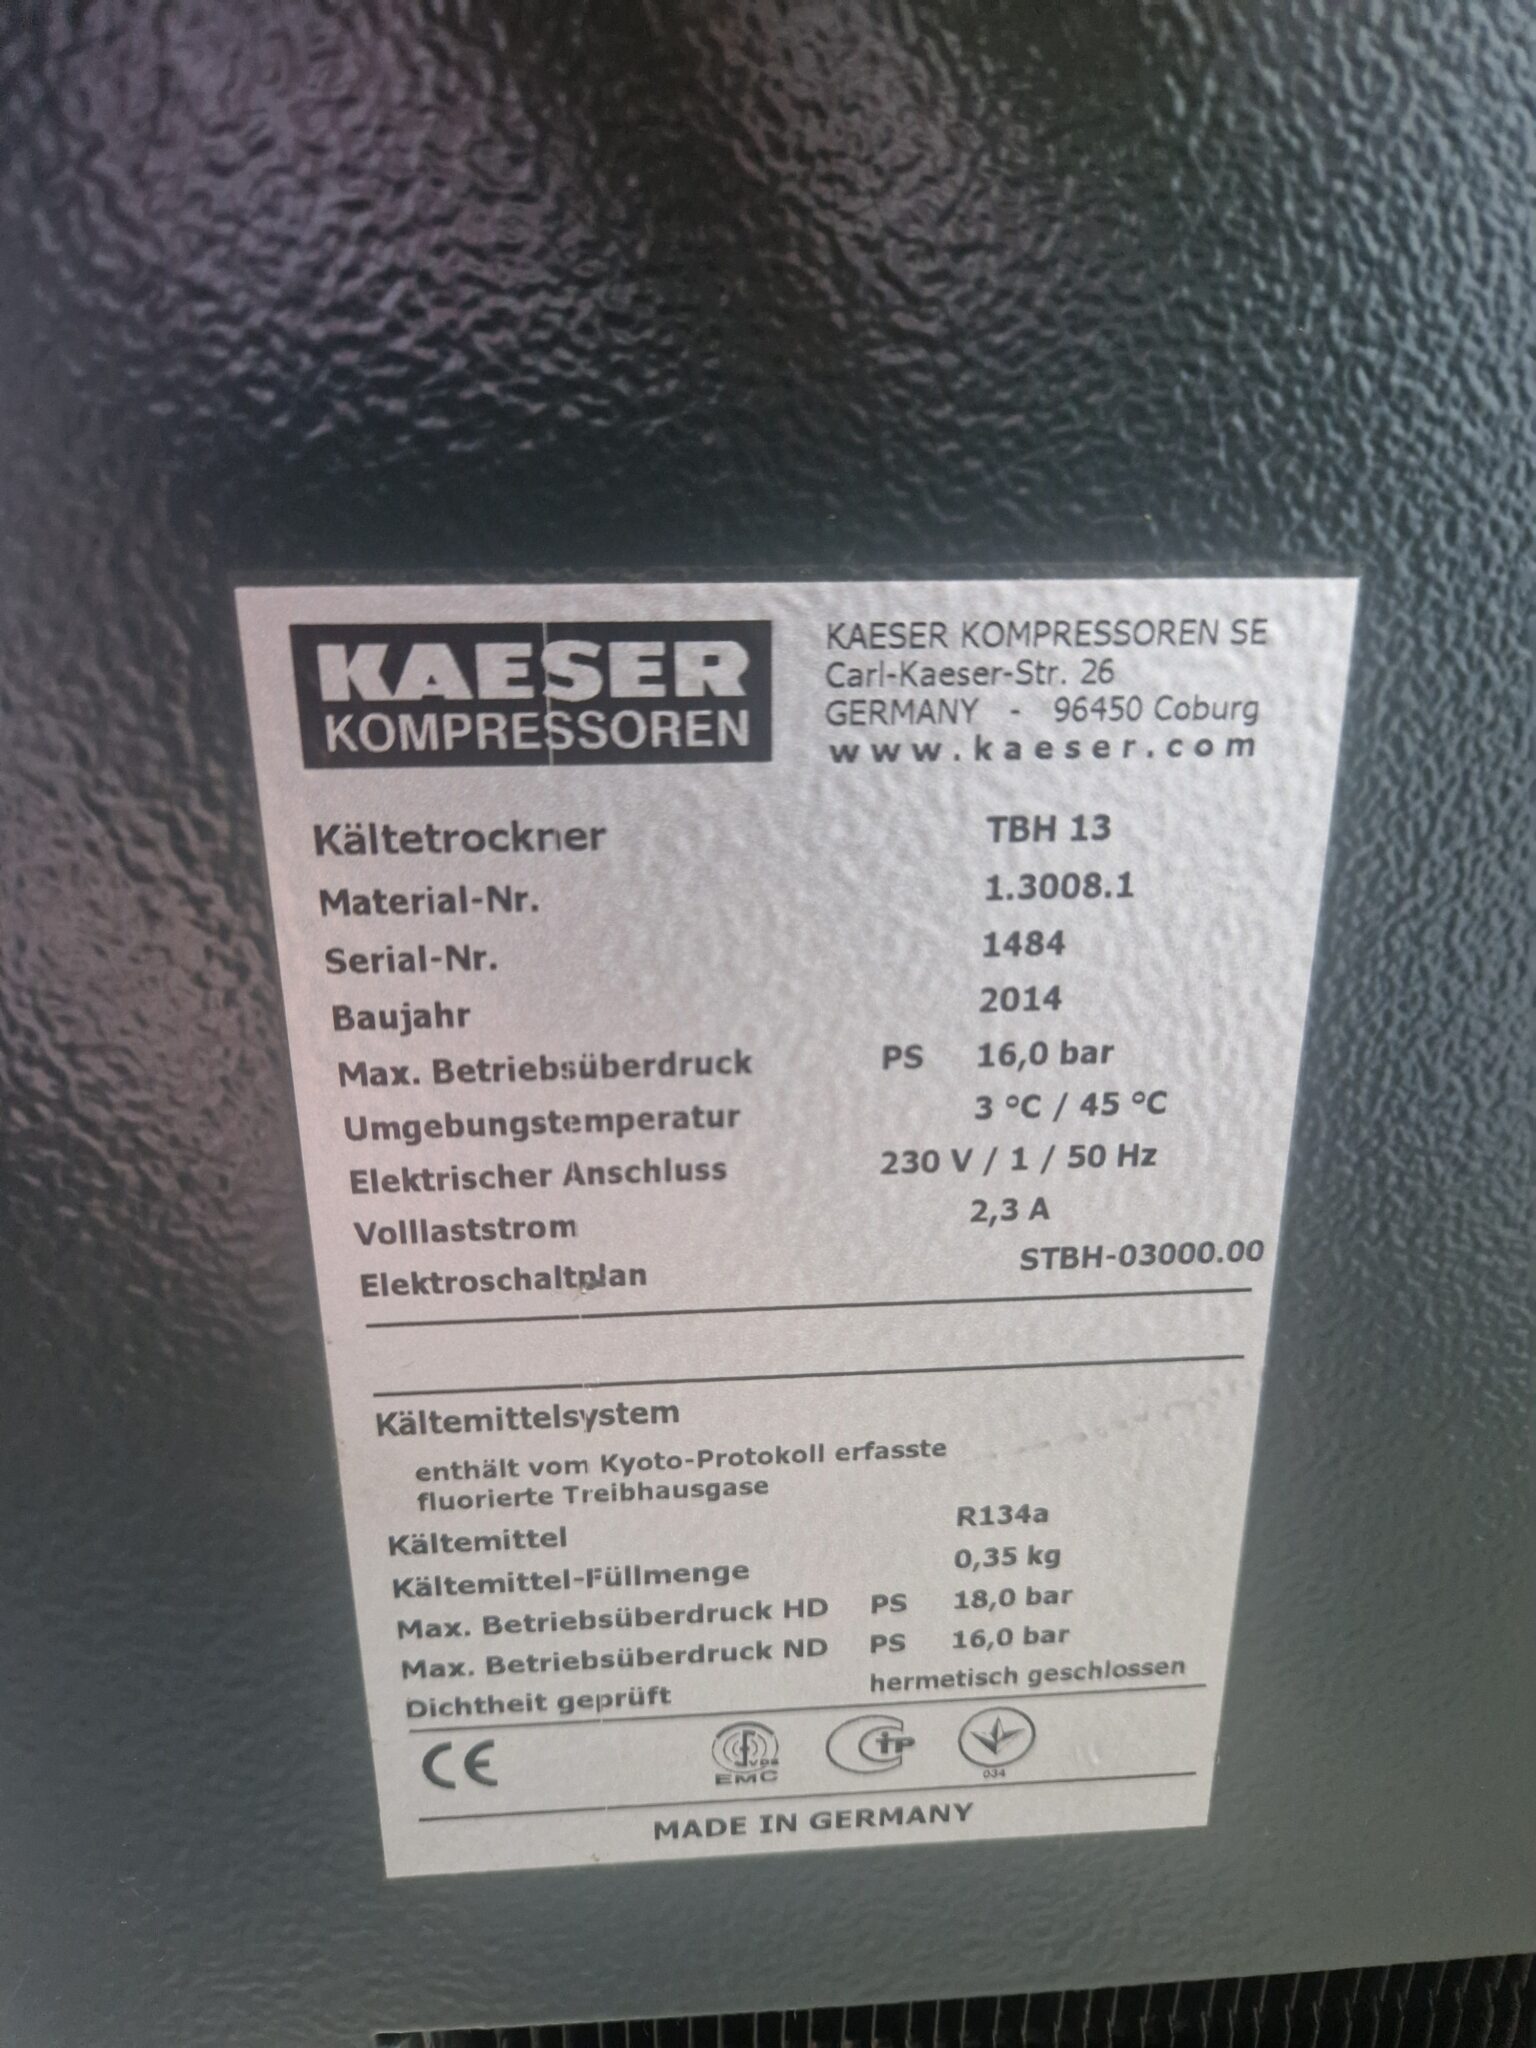 KAESER
KOMPRESSOREN
KAESER KOMPRESSOREN SE
Carl-Kaeser-Str. 26
GERMANY - 96450 Coburg
www.kaeser.com
Kältetrockner TBH 13
Material-Nr. 1.3008.1
Serial-Nr. 1484
Baujahr 2014
Max. Betriebsüberdruck PS 16,0 bar
Umgebungstemperatur 3 °C / 45 °C
Elektrischer Anschluss 230 V / 1 / 50 Hz
Volllaststrom 2,3 A
Elektroschaltplan STBH-03000.00
Kältemittelsystem
enthält vom Kyoto-Protokoll erfasste
fluorierte Treibhausgase
Kältemittel R134a
Kältemittel-Füllmenge 0,35 kg
Max. Betriebsüberdruck HD PS 18,0 bar
Max. Betriebsüberdruck ND PS 16,0 bar
Dichtheit geprüft hermetisch geschlossen
CE
VDE
EMC
034
MADE IN GERMANY